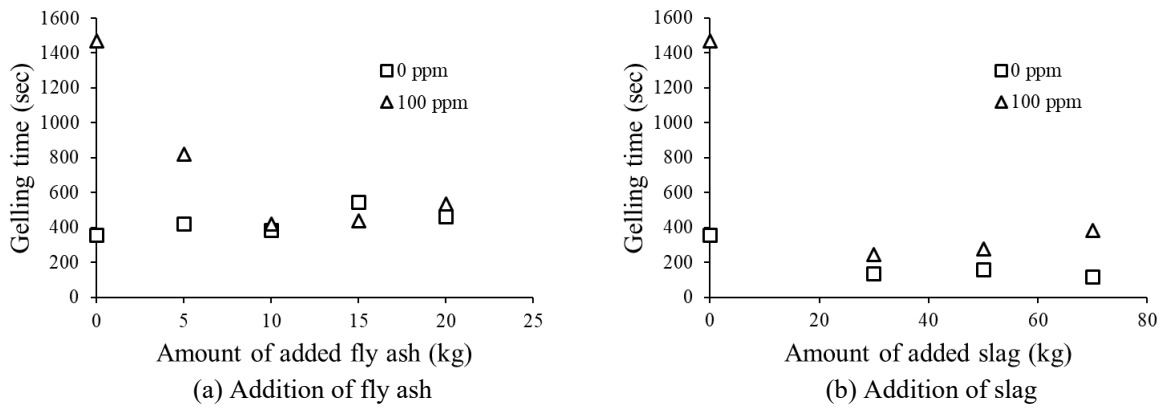 1600
1400
1200
1000
800
600
400
200
0
Gelling time (sec)
0 ppm
100 ppm
0 5 10 15 20 25
Amount of added fly ash (kg)
(a) Addition of fly ash
1600
1400
1200
1000
800
600
400
200
0
Gelling time (sec)
0 ppm
100 ppm
0 20 40 60 80
Amount of added slag (kg)
(b) Addition of slag